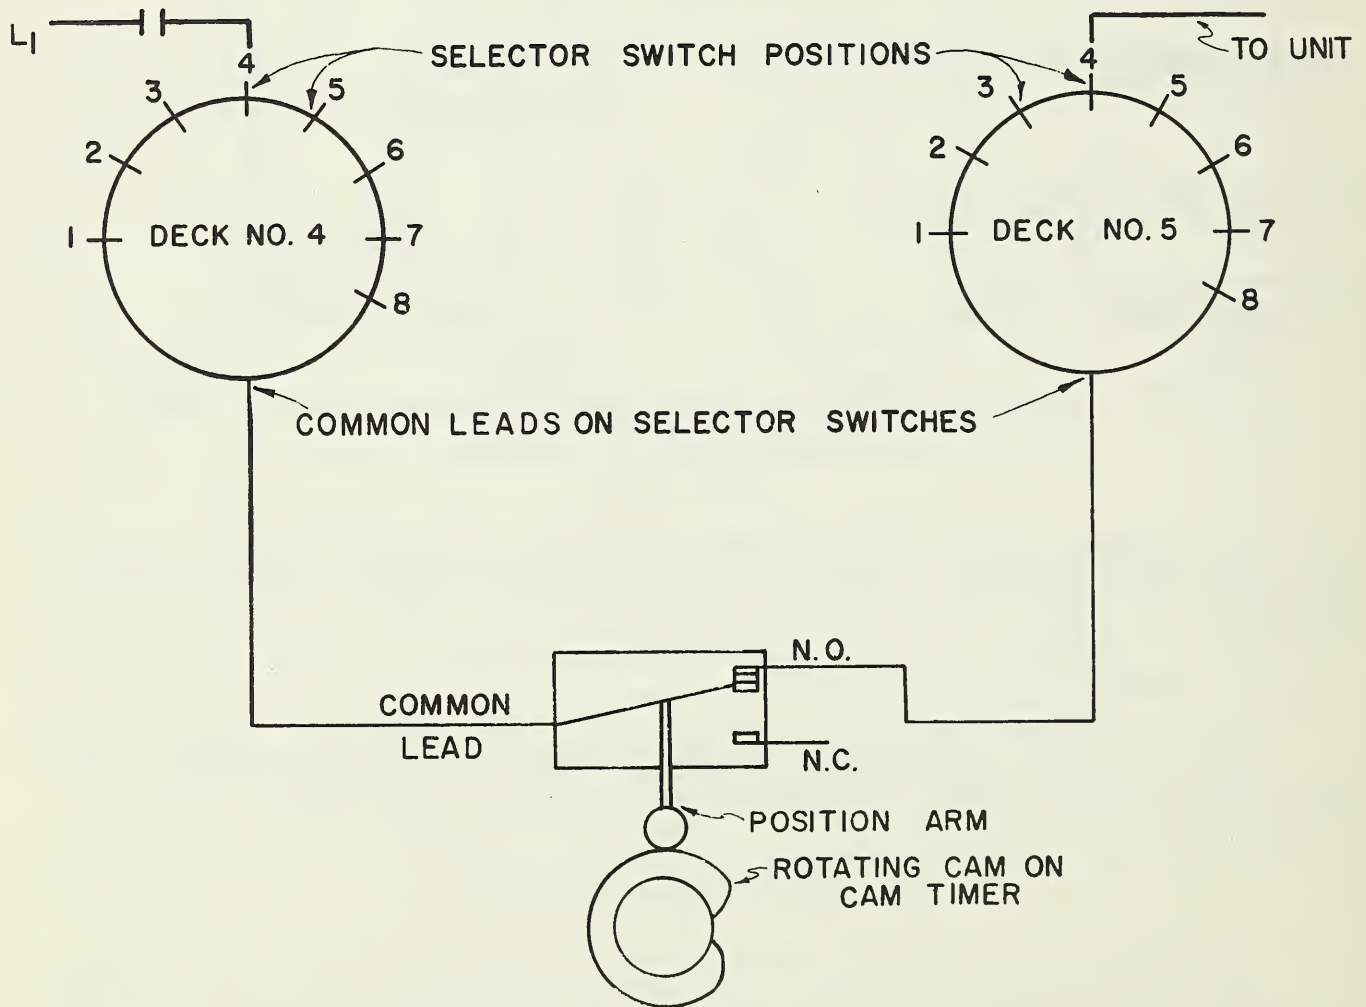 L1
4
SELECTOR SWITCH POSITIONS
4
TO UNIT
3
5
3
5
2
6
2
6
1
DECK NO. 4
7
1
DECK NO. 5
7
8
8
COMMON LEADS ON SELECTOR SWITCHES
N.O.
COMMON
LEAD
N.C.
POSITION ARM
ROTATING CAM ON
CAM TIMER